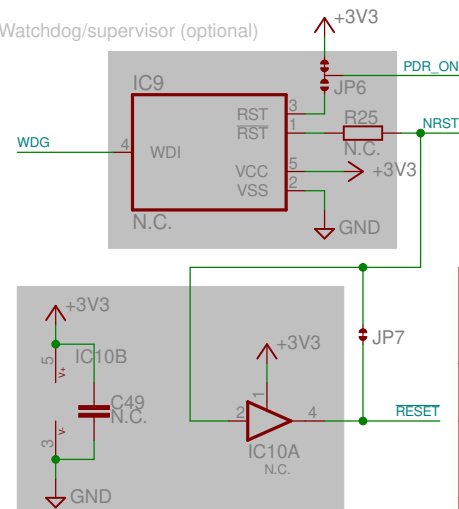 Watchdog/supervisor (optional)
+3V3
PDR_ON
IC9
JP6
RST
3
R25
NRST
WDG
4
WDI
RST
1
N.C.
VCC
5
+3V3
VSS
2
N.C.
GND
+3V3
+3V3
JP7
5
V+
IC10B
C49
N.C.
1
2
4
RESET
3
V-
IC10A
N.C.
GND